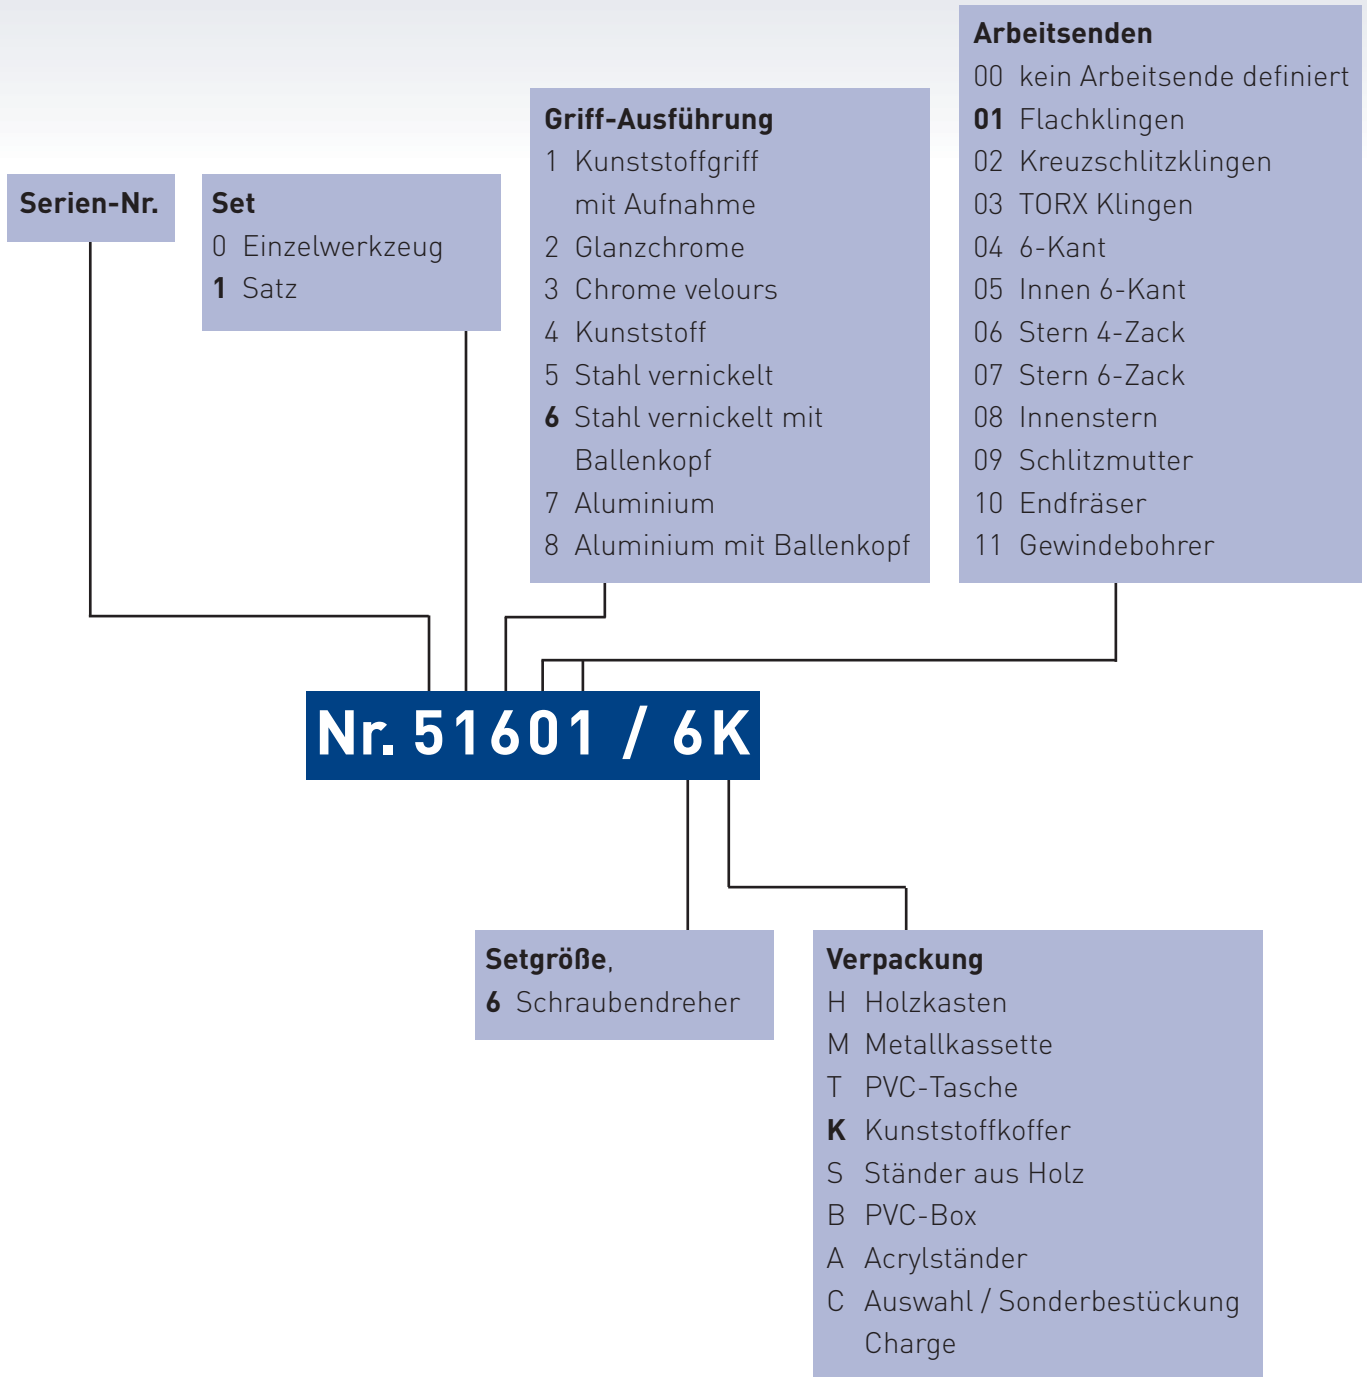 Serien-Nr.
Set
0 Einzelwerkzeug
1 Satz
Griff-Ausführung
1 Kunststoffgriff
mit Aufnahme
2 Glanzchrome
3 Chrome velours
4 Kunststoff
5 Stahl vernickelt
6 Stahl vernickelt mit
Ballenkopf
7 Aluminium
8 Aluminium mit Ballenkopf
Arbeitsenden
00 kein Arbeitsende definiert
01 Flachklingen
02 Kreuzschlitzklingen
03 TORX Klingen
04 6-Kant
05 Innen 6-Kant
06 Stern 4-Zack
07 Stern 6-Zack
08 Innenstern
09 Schlitzmutter
10 Endfräser
11 Gewindebohrer
Nr. 51601 / 6K
Setgröße,
6 Schraubendreher
Verpackung
H Holzkasten
M Metallkassette
T PVC-Tasche
K Kunststoffkoffer
S Ständer aus Holz
B PVC-Box
A Acrylständer
C Auswahl / Sonderbestückung
Charge